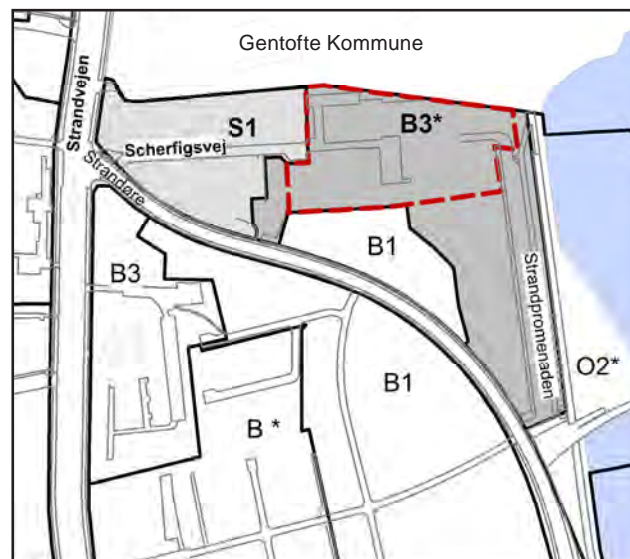 Gentofte Kommune
Strandvejen
S1
B3*
Scherfigsvej
Strandøre
B1
B3
Strandpromenaden
O2*
B1
B *